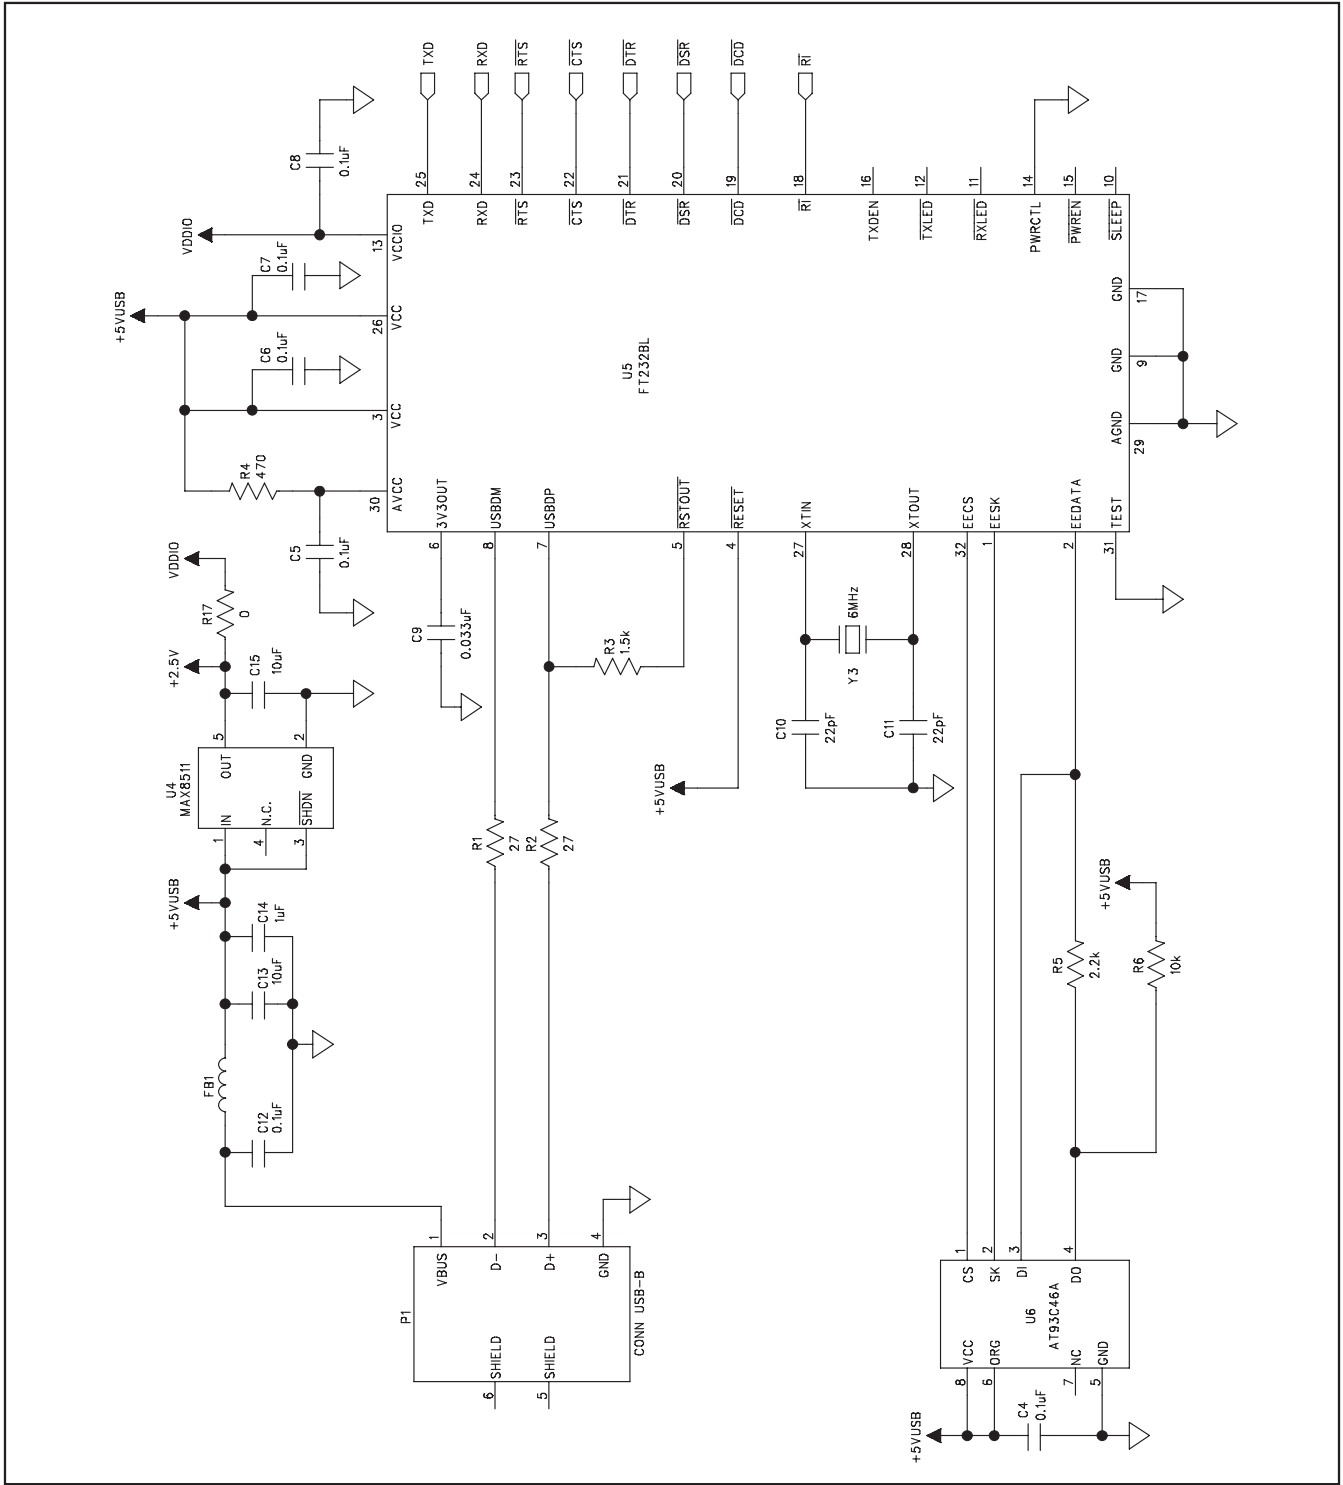 TXD
RXD
RTS
CTS
DTR
DSR
DCD
RI
25
24
23
22
21
20
19
18
16
12
11
14
15
10
TXD
RXD
RTS
CTS
DTR
DSR
DCD
RI
TXDEN
TXLED
RXLED
PWRCTL
PWREN
SLEEP
C8
0.1uF
VDDIO
13
VCCIO
C7
0.1uF
+5VUSB
26
VCC
C6
0.1uF
3
VCC
R4
470
30
AVCC
C5
0.1uF
U5
FT232BL
GND
17
GND
9
AGND
29
3V3OUT
USBDM
USBDP
RSTOUT
RESET
XTIN
XTOUT
EECS
EESK
EEDATA
TEST
6
8
7
5
4
27
28
32
1
2
31
VDDIO
R17
0
+2.5V
C15
10uF
5
2
OUT
GND
U4
MAX8511
IN
N.C.
SHDN
1
4
3
C9
0.033uF
R3
1.5k
6MHz
Y3
C10
22pF
C11
22pF
+5VUSB
R1
27
R2
27
+5VUSB
C14
1uF
C13
10uF
FB1
C12
0.1uF
+5VUSB
R5
2.2k
R6
10k
1
2
3
4
VBUS
D-
D+
GND
P1
CONN USB-B
SHIELD
SHIELD
6
5
1
2
3
4
CS
SK
DI
DO
U6
AT93C46A
VCC
ORG
NC
GND
8
6
7
5
C4
0.1uF
+5VUSB